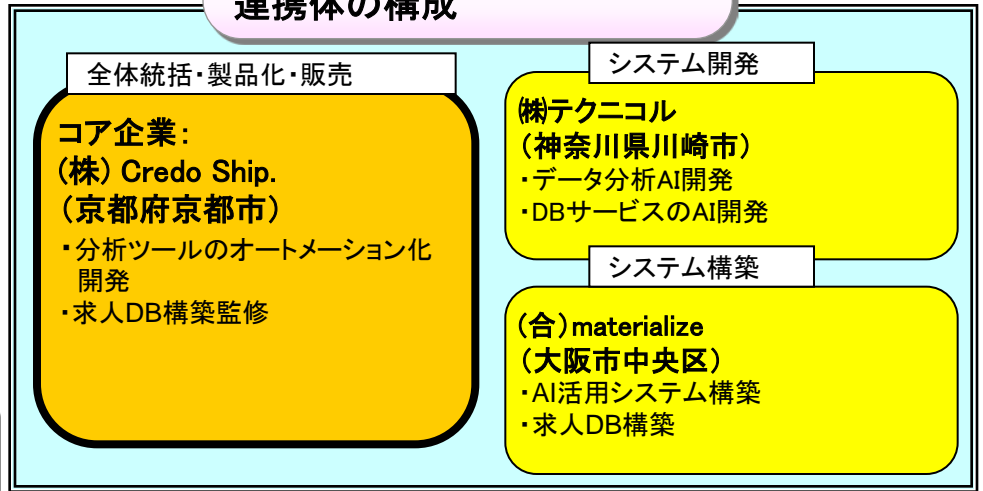 連携体の構成
全体統括・製品化・販売
コア企業：
(株) Credo Ship.
（京都府京都市）
・分析ツールのオートメーション化
開発
・求人DB構築監修
システム開発
㈱テクニコル
（神奈川県川崎市）
・データ分析AI開発
・DBサービスのAI開発
システム構築
(合)materialize
（大阪市中央区）
・AI活用システム構築
・求人DB構築